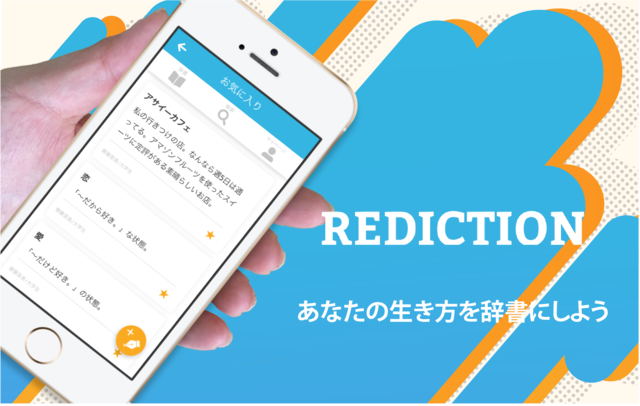 お気に入り
アサイーカフェ
私の行きつけの店。なんなら週5日は通
ってる。アマゾンフルーツを使ったスイ
ーツに定評がある素晴らしいお店。
恋
「〜だから好き。」な状態。
愛
「〜だけど好き。」の状態。
REDICTION
あなたの生き方を辞書にしよう